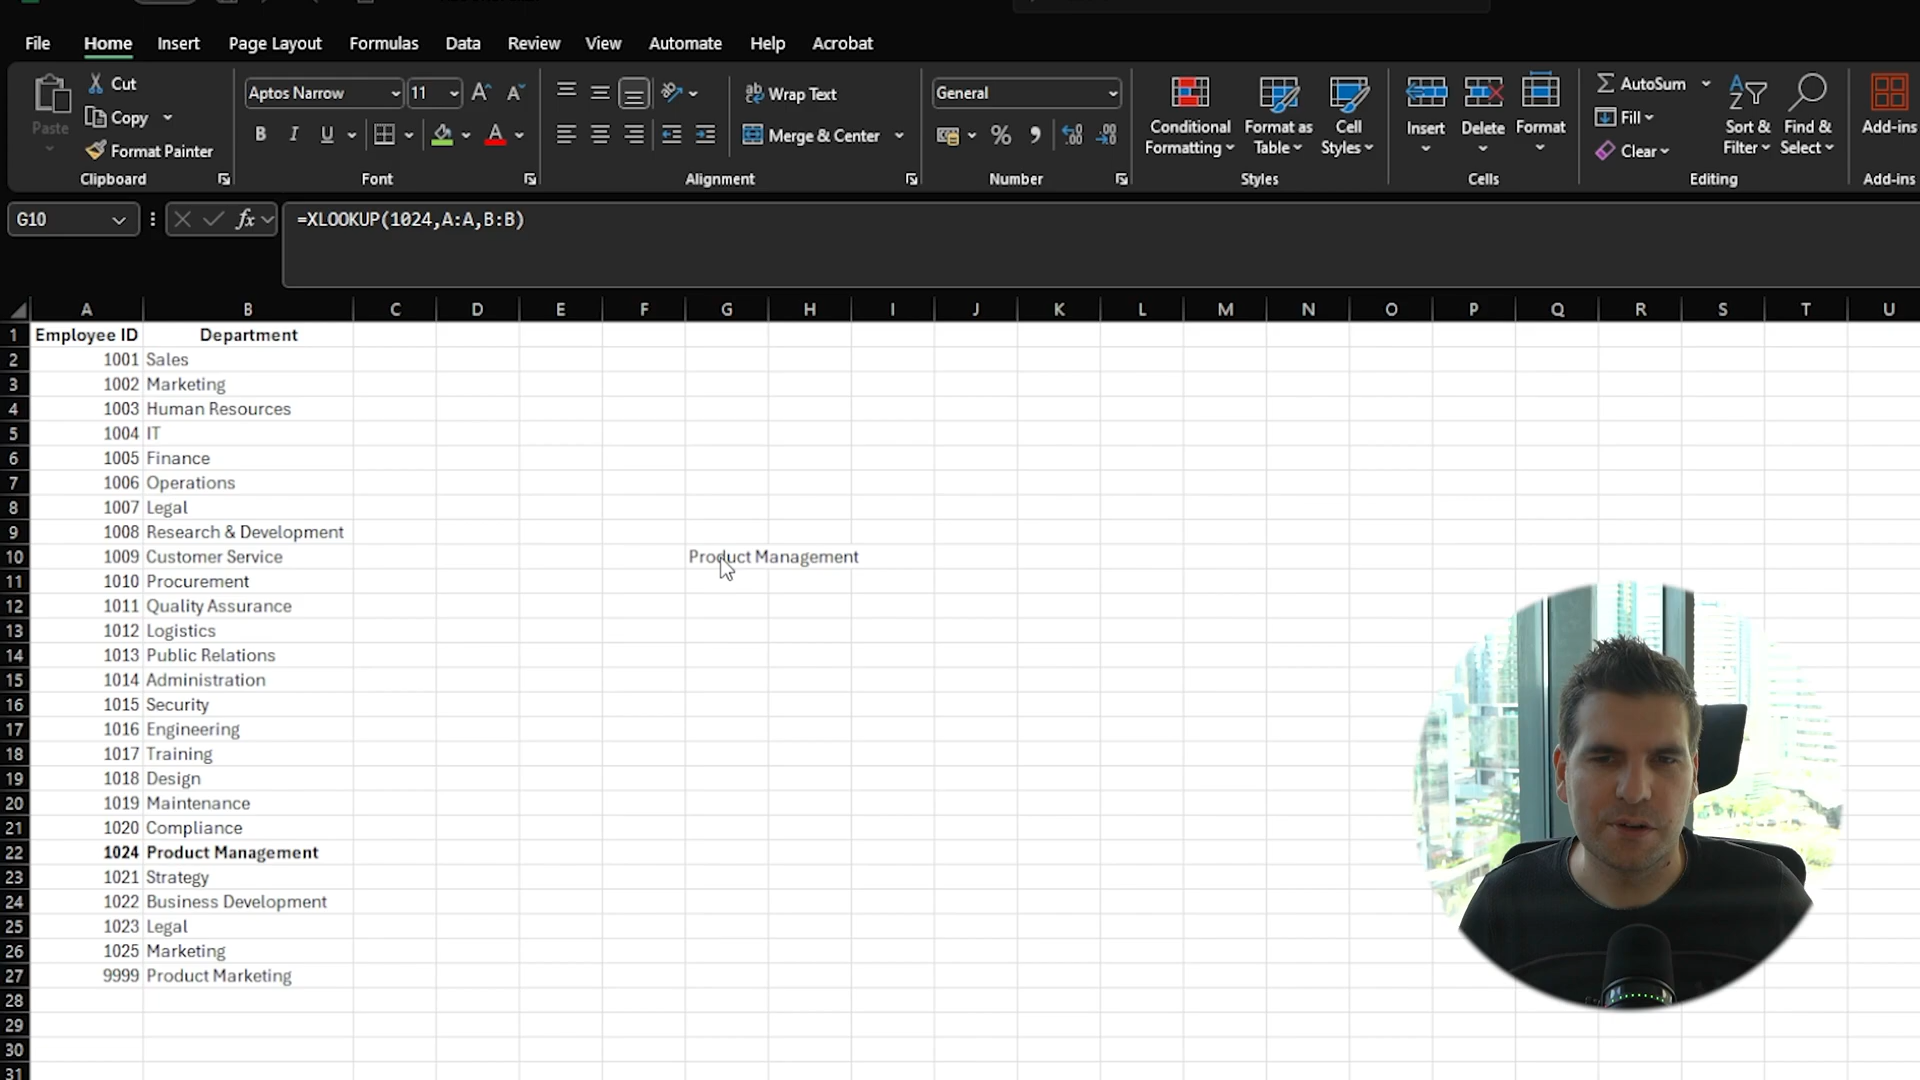 File Home Insert Page Layout Formulas Data Review View Automate Help Acrobat
Paste
Cut
Copy
Format Painter
Clipboard
Aptos Narrow 11 A A
B I U A
Font
Wrap Text
Merge & Center
Alignment
General
% 9 .00
Number
Conditional Formatting
Format as Table
Cell Styles
Styles
Insert Delete Format
Cells
AutoSum
Fill
Clear
Sort & Filter
Find & Select
Editing
Add-ins
Add-ins
G10 fx =XLOOKUP(1024,A:A,B:B)
A B C D E F G H I J K L M N O P Q R S T U
1 Employee ID Department
2 1001 Sales
3 1002 Marketing
4 1003 Human Resources
5 1004 IT
6 1005 Finance
7 1006 Operations
8 1007 Legal
9 1008 Research & Development
10 1009 Customer Service Product Management
11 1010 Procurement
12 1011 Quality Assurance
13 1012 Logistics
14 1013 Public Relations
15 1014 Administration
16 1015 Security
17 1016 Engineering
18 1017 Training
19 1018 Design
20 1019 Maintenance
21 1020 Compliance
22 1024 Product Management
23 1021 Strategy
24 1022 Business Development
25 1023 Legal
26 1025 Marketing
27 9999 Product Marketing
28
29
30
31